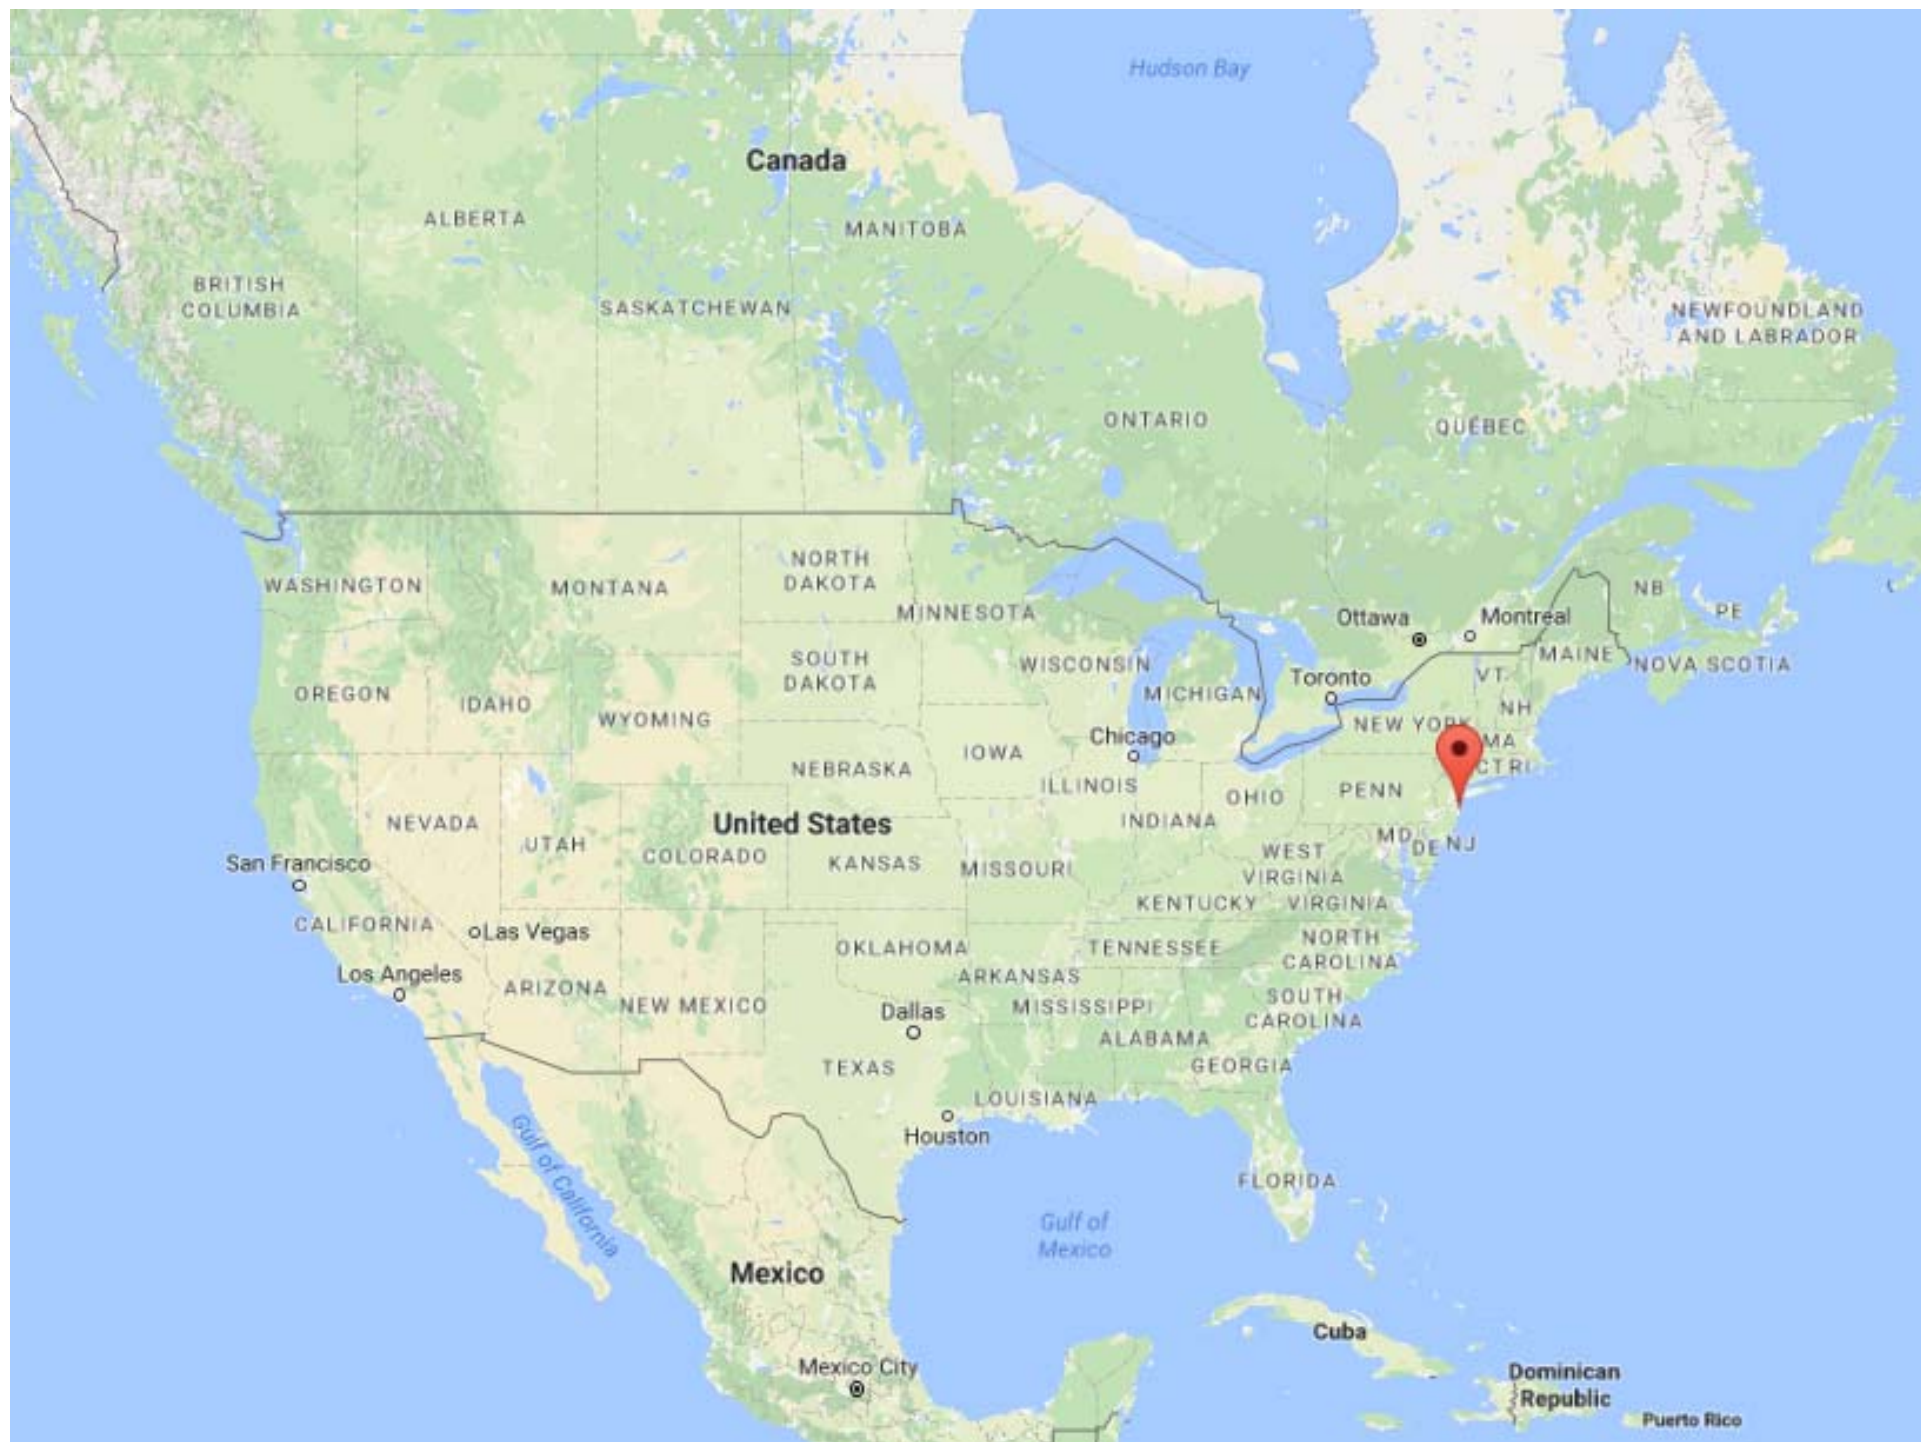 Hudson Bay
Canada
ALBERTA
MANITOBA
BRITISH
COLUMBIA
SASKATCHEWAN
NEWFOUNDLAND
AND LABRADOR
ONTARIO
QUÉBEC
WASHINGTON
MONTANA
NORTH
DAKOTA
MINNESOTA
Ottawa
Montreal
NB
PE
OREGON
IDAHO
WYOMING
SOUTH
DAKOTA
WISCONSIN
MICHIGAN
Toronto
VT
MAINE
NOVA SCOTIA
NH
NEW YORK
MA
CT RI
Chicago
IOWA
NEBRASKA
ILLINOIS
INDIANA
OHIO
PENN
NEVADA
UTAH
United States
COLORADO
KANSAS
MISSOURI
MD
DE
NJ
WEST
VIRGINIA
KENTUCKY
VIRGINIA
San Francisco
CALIFORNIA
Las Vegas
Los Angeles
ARIZONA
NEW MEXICO
OKLAHOMA
ARKANSAS
TENNESSEE
NORTH
CAROLINA
Dallas
MISSISSIPPI
SOUTH
CAROLINA
ALABAMA
GEORGIA
TEXAS
LOUISIANA
Houston
FLORIDA
Gulf of California
Gulf of
Mexico
Mexico
Mexico City
Cuba
Dominican
Republic
Puerto Rico